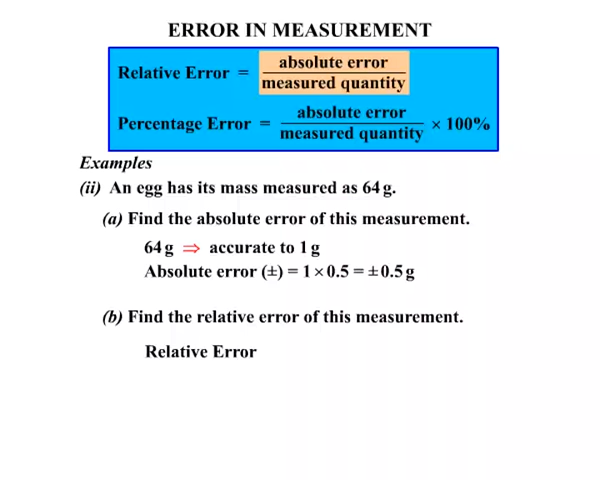 ERROR IN MEASUREMENT
Relative Error = absolute error / measured quantity
Percentage Error = absolute error / measured quantity × 100%
Examples
(ii) An egg has its mass measured as 64 g.
(a) Find the absolute error of this measurement.
64 g ⇒ accurate to 1 g
Absolute error (±) = 1 × 0.5 = ±0.5 g
(b) Find the relative error of this measurement.
Relative Error